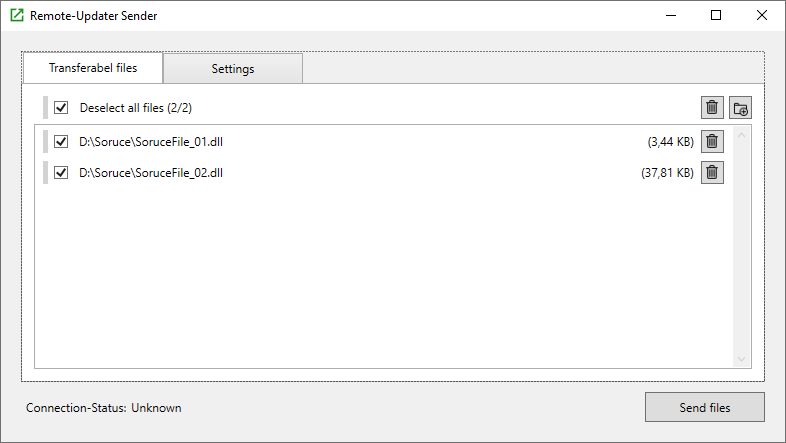 Remote-Updater Sender
Transferabel files
Settings
Deselect all files (2/2)
D:\Soruce\SoruceFile_01.dll (3,44 KB)
D:\Soruce\SoruceFile_02.dll (37,81 KB)
Connection-Status: Unknown
Send files